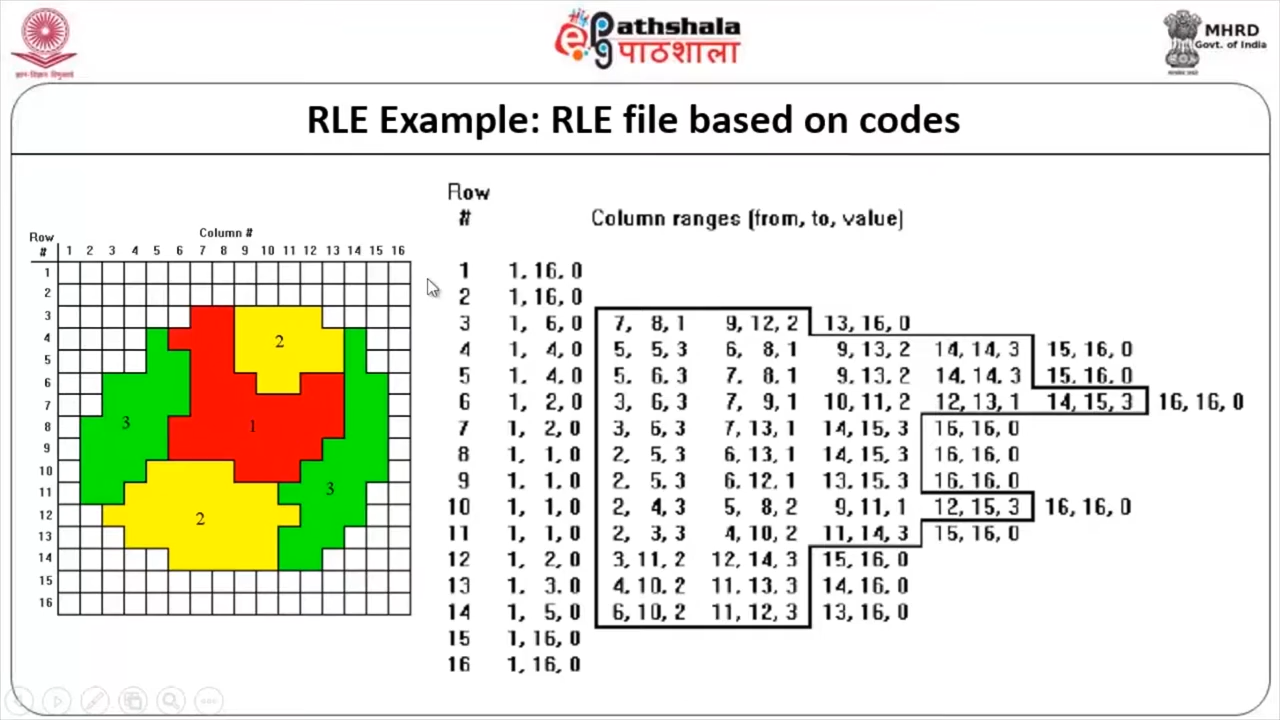 ePathshala
पाठशाला
MHRD
Govt. of India
RLE Example: RLE file based on codes
Column #
Row
# 1 2 3 4 5 6 7 8 9 10 11 12 13 14 15 16
1
2
3
4
5
6
7
8
9
10
11
12
13
14
15
16
2
3
1
3
2
Row
# Column ranges (from, to, value)
1 1, 16, 0
2 1, 16, 0
3 1, 6, 0 7, 8, 1 9, 12, 2 13, 16, 0
4 1, 4, 0 5, 5, 3 6, 8, 1 9, 13, 2 14, 14, 3 15, 16, 0
5 1, 4, 0 5, 6, 3 7, 8, 1 9, 13, 2 14, 14, 3 15, 16, 0
6 1, 2, 0 3, 6, 3 7, 9, 1 10, 11, 2 12, 13, 1 14, 15, 3 16, 16, 0
7 1, 2, 0 3, 6, 3 7, 13, 1 14, 15, 3 16, 16, 0
8 1, 1, 0 2, 5, 3 6, 13, 1 14, 15, 3 16, 16, 0
9 1, 1, 0 2, 5, 3 6, 12, 1 13, 15, 3 16, 16, 0
10 1, 1, 0 2, 4, 3 5, 8, 2 9, 11, 1 12, 15, 3 16, 16, 0
11 1, 1, 0 2, 3, 3 4, 10, 2 11, 14, 3 15, 16, 0
12 1, 2, 0 3, 11, 2 12, 14, 3 15, 16, 0
13 1, 3, 0 4, 10, 2 11, 13, 3 14, 16, 0
14 1, 5, 0 6, 10, 2 11, 12, 3 13, 16, 0
15 1, 16, 0
16 1, 16, 0